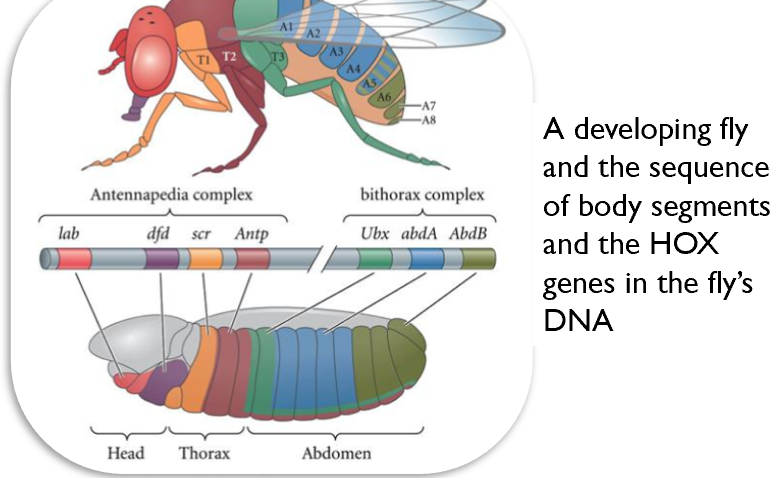 A1
A2
A3
A4
A5
A6
A7
A8
T1
T2
T3
Antennapedia complex
bithorax complex
lab dfd scr Antp
Ubx abdA AbdB
Head Thorax Abdomen
A developing fly
and the sequence
of body segments
and the HOX
genes in the fly's
DNA